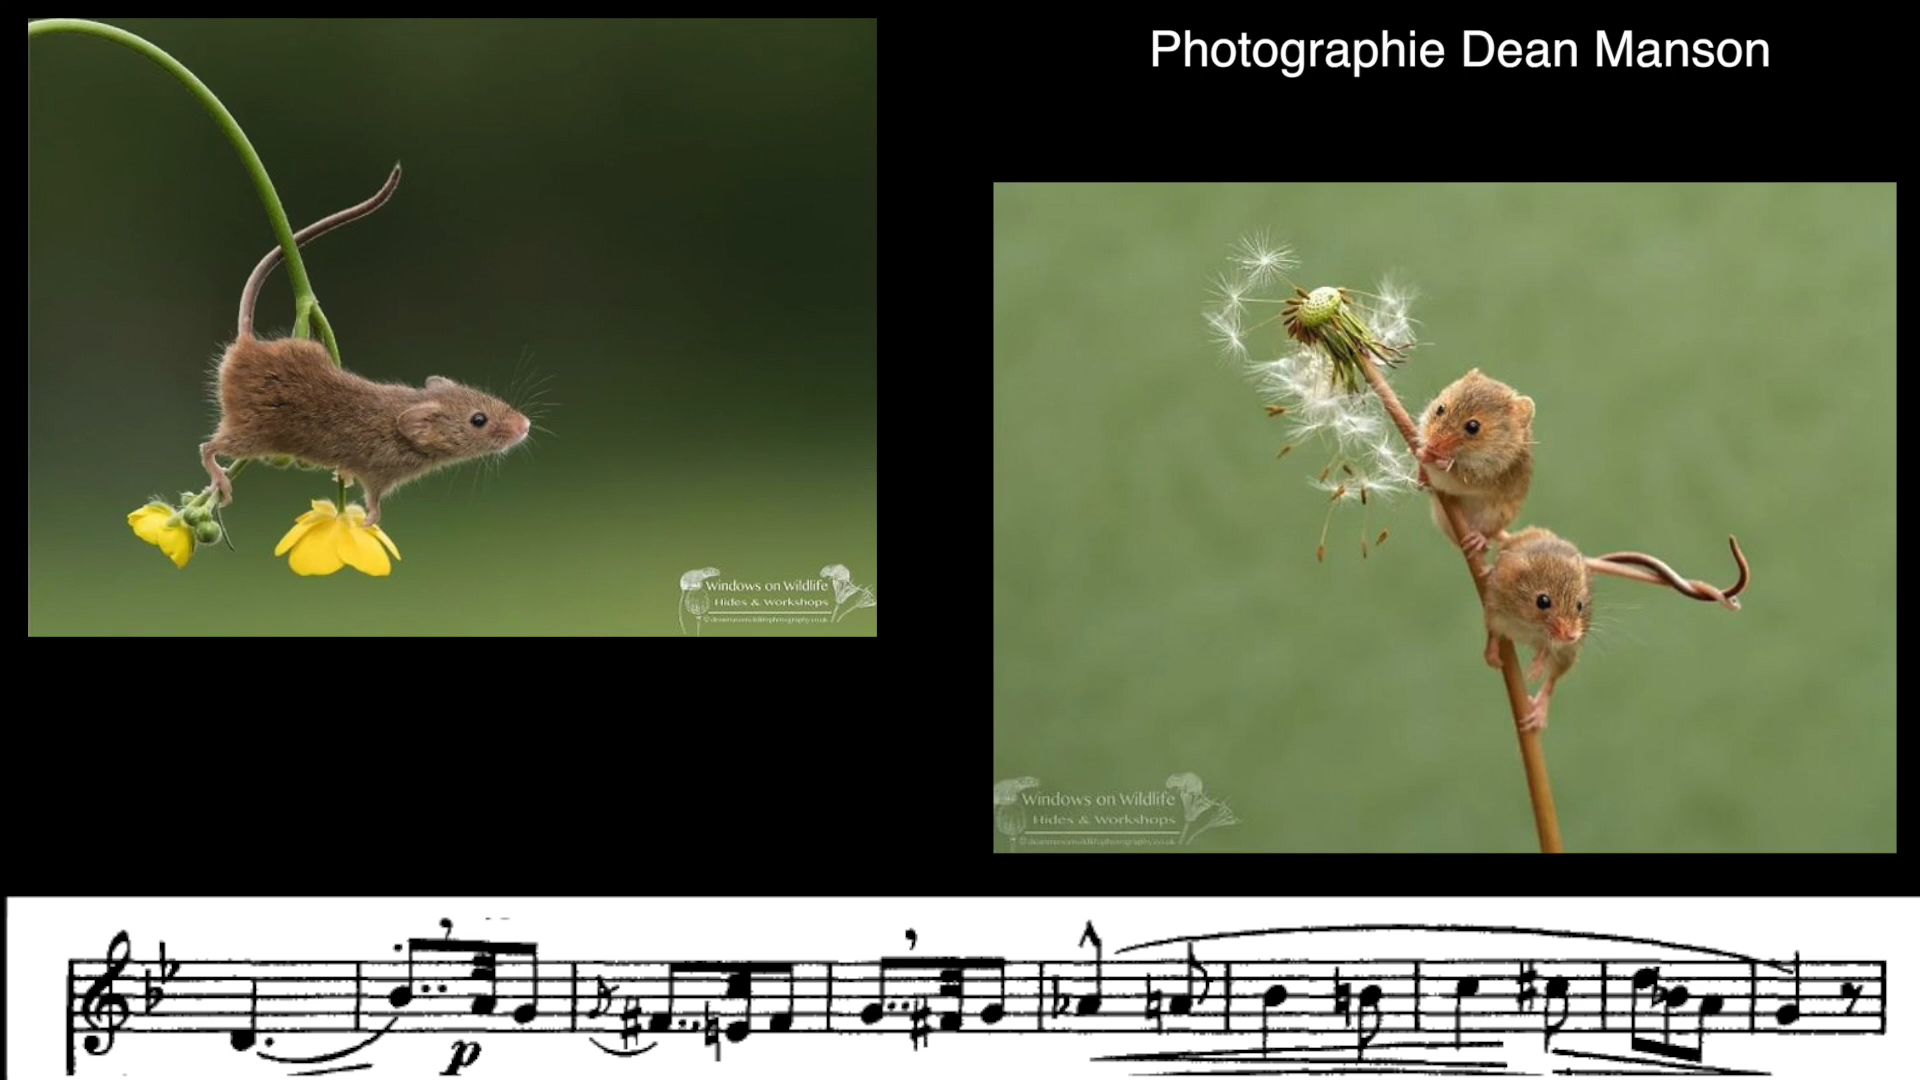 Photographie Dean Manson
Windows on Wildlife
Hides & Workshops
Windows on Wildlife
Hides & Workshops
p